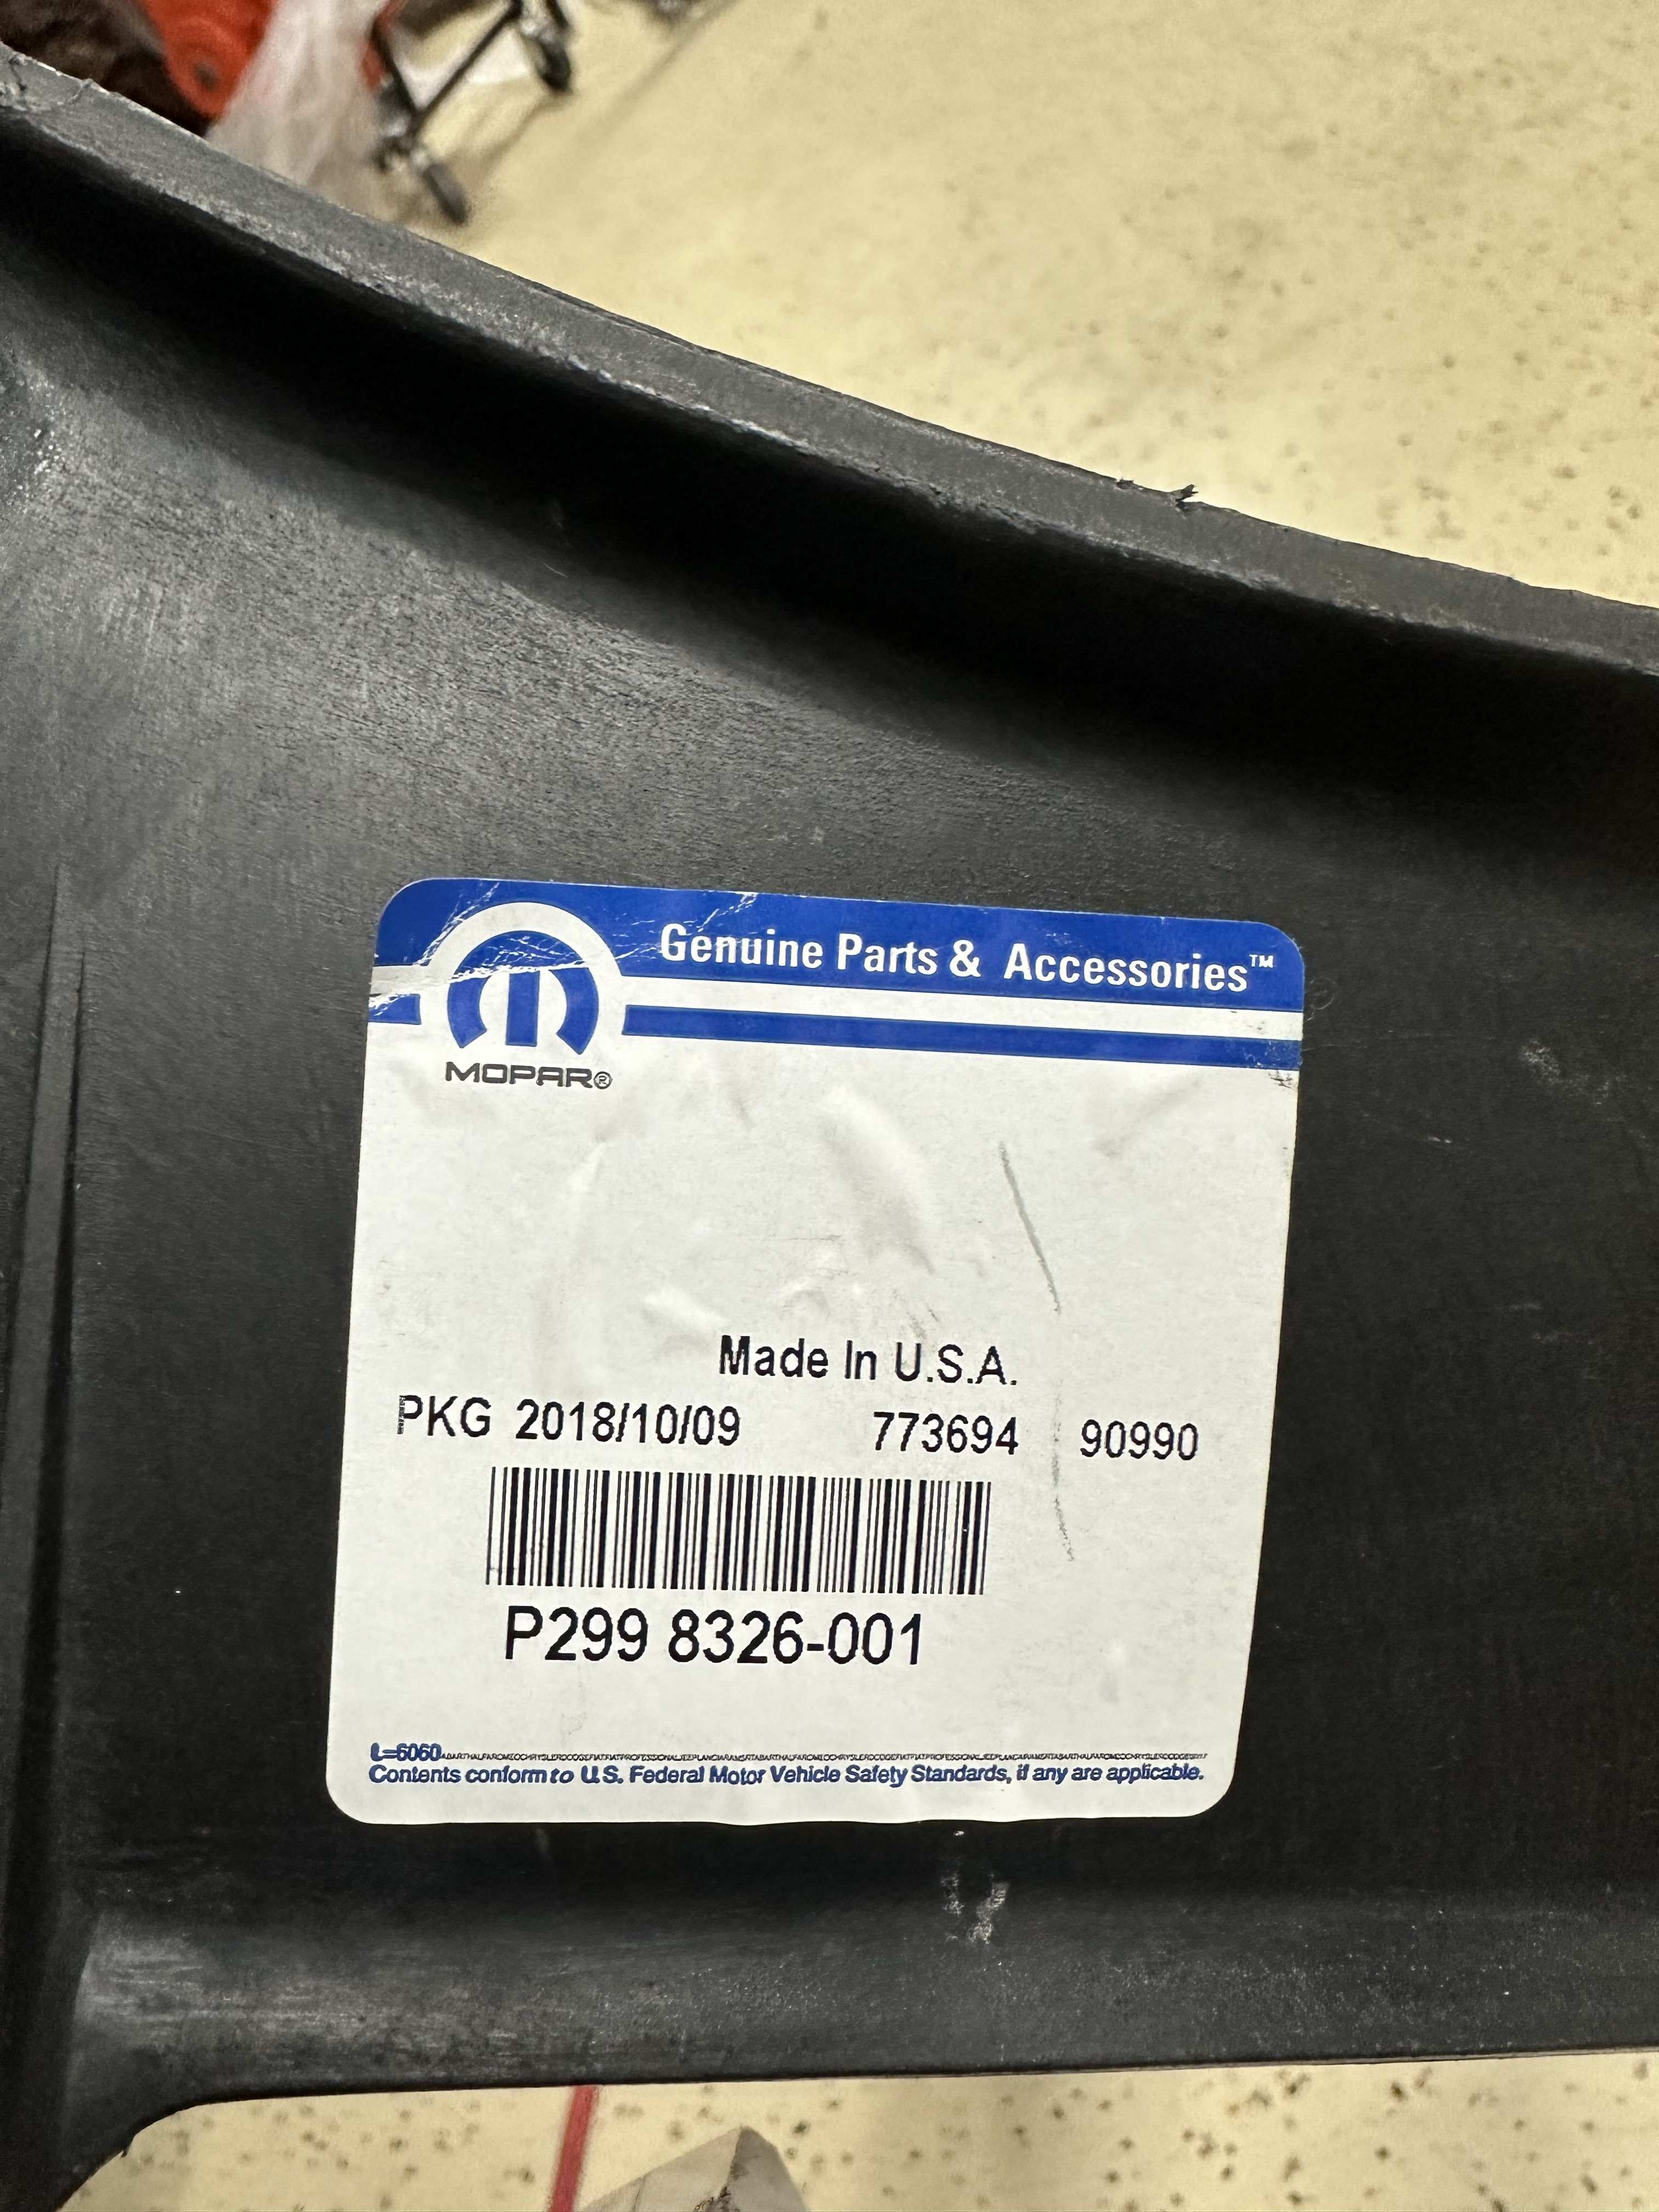 Genuine Parts & Accessories™
MOPAR®
Made In U.S.A.
PKG 2018/10/09 773694 90990
P299 8326-001
L=6060
Contents conform to U.S. Federal Motor Vehicle Safety Standards, if any are applicable.